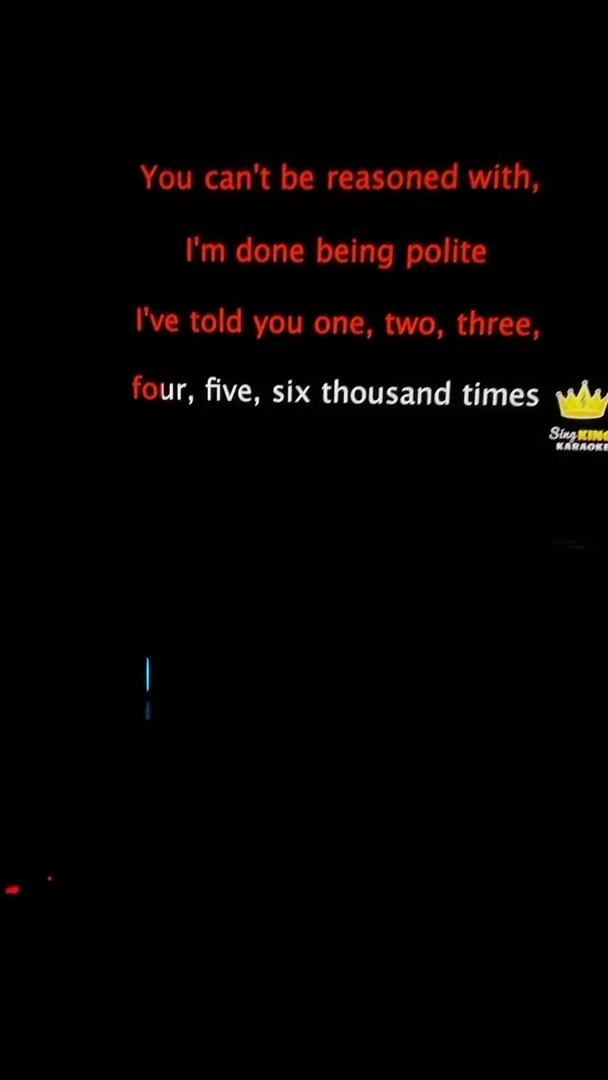 You can't be reasoned with,
I'm done being polite
I've told you one, two, three,
four, five, six thousand times
Sing KING
KARAOKE